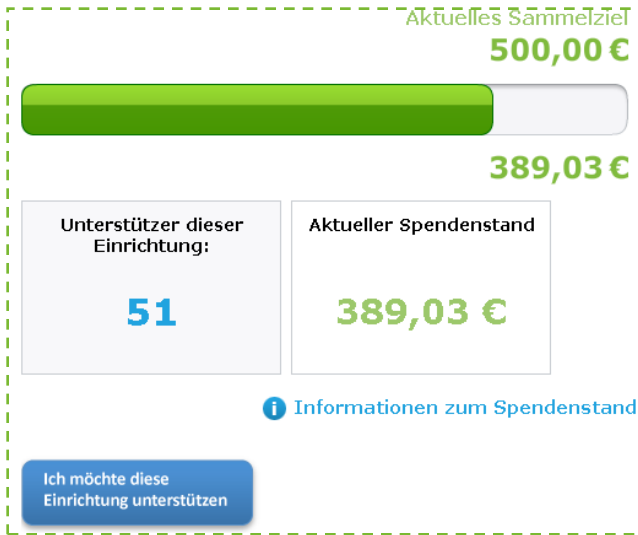 Aktuelles Sammelziel
500,00 €
389,03 €
Unterstützer dieser
Einrichtung:
51
Aktueller Spendenstand
389,03 €
i Informationen zum Spendenstand
Ich möchte diese
Einrichtung unterstützen